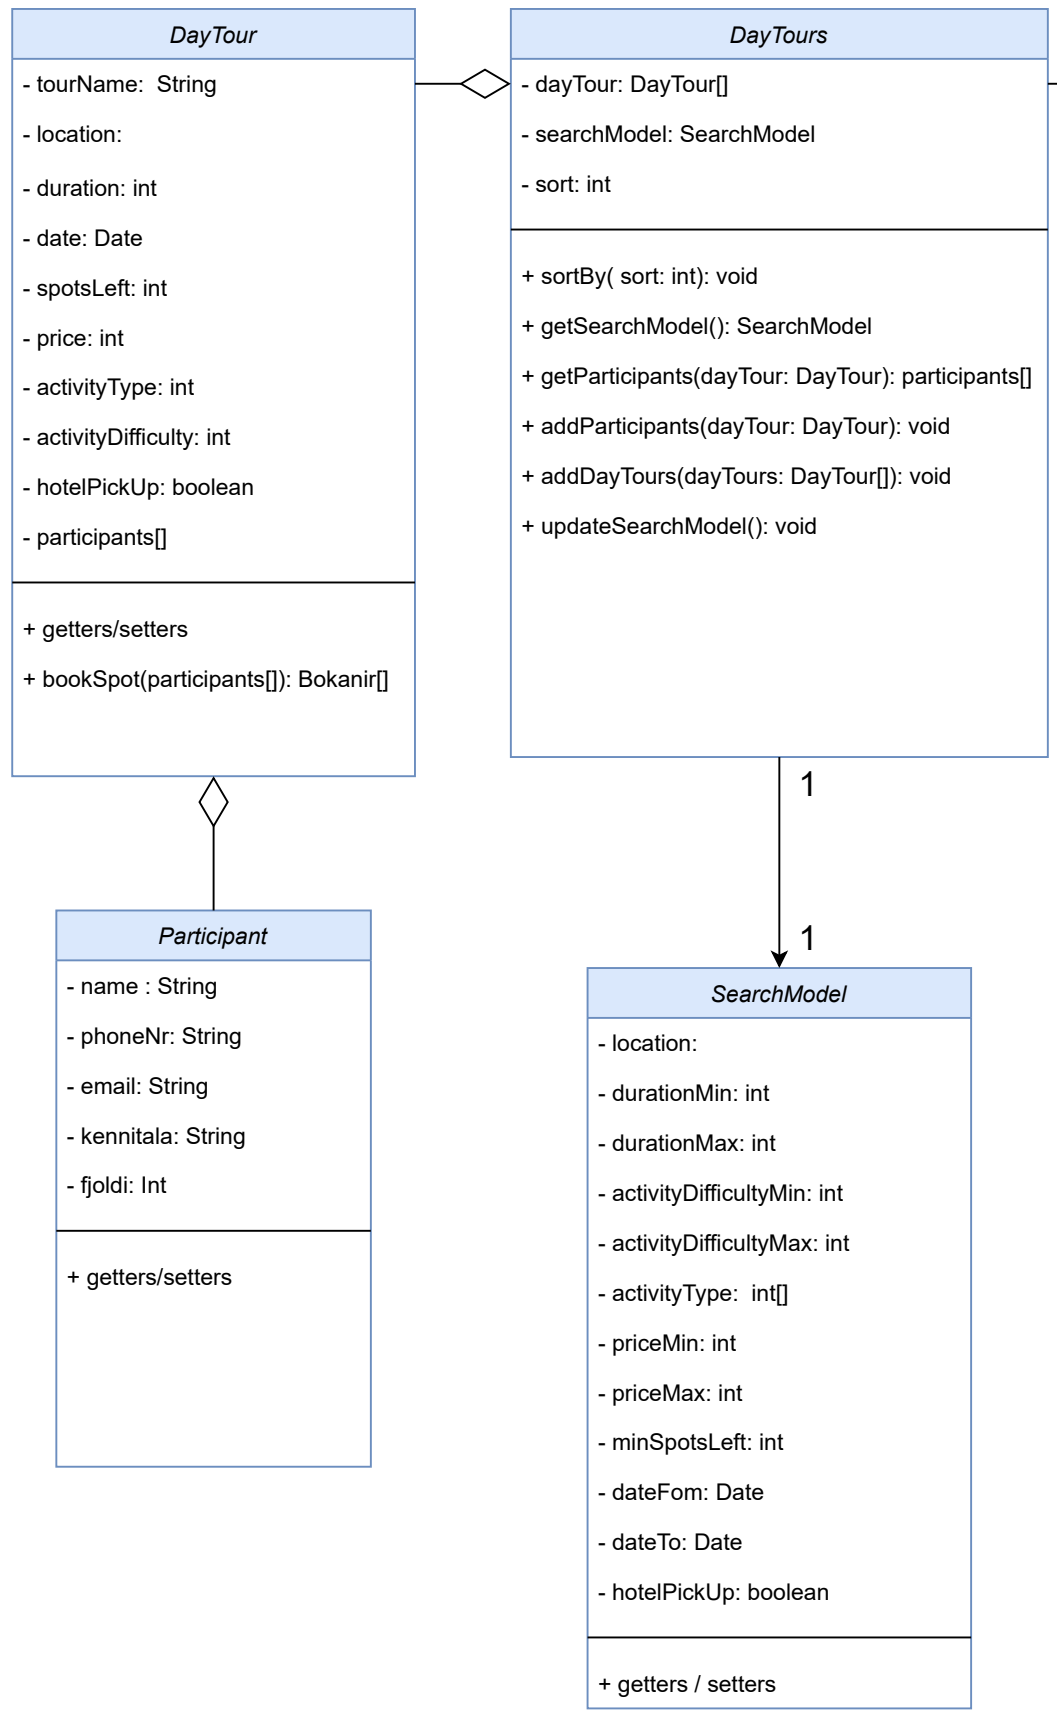 DayTour
- tourName:  String
- location:
- duration: int
- date: Date
- spotsLeft: int
- price: int
- activityType: int
- activityDifficulty: int
- hotelPickUp: boolean
- participants[]
+ getters/setters
+ bookSpot(participants[]): Bokanir[]
DayTours
- dayTour: DayTour[]
- searchModel: SearchModel
- sort: int
+ sortBy( sort: int): void
+ getSearchModel(): SearchModel
+ getParticipants(dayTour: DayTour): participants[]
+ addParticipants(dayTour: DayTour): void
+ addDayTours(dayTours: DayTour[]): void
+ updateSearchModel(): void
1
1
Participant
- name : String
- phoneNr: String
- email: String
- kennitala: String
- fjoldi: Int
+ getters/setters
SearchModel
- location:
- durationMin: int
- durationMax: int
- activityDifficultyMin: int
- activityDifficultyMax: int
- activityType:  int[]
- priceMin: int
- priceMax: int
- minSpotsLeft: int
- dateFom: Date
- dateTo: Date
- hotelPickUp: boolean
+ getters / setters